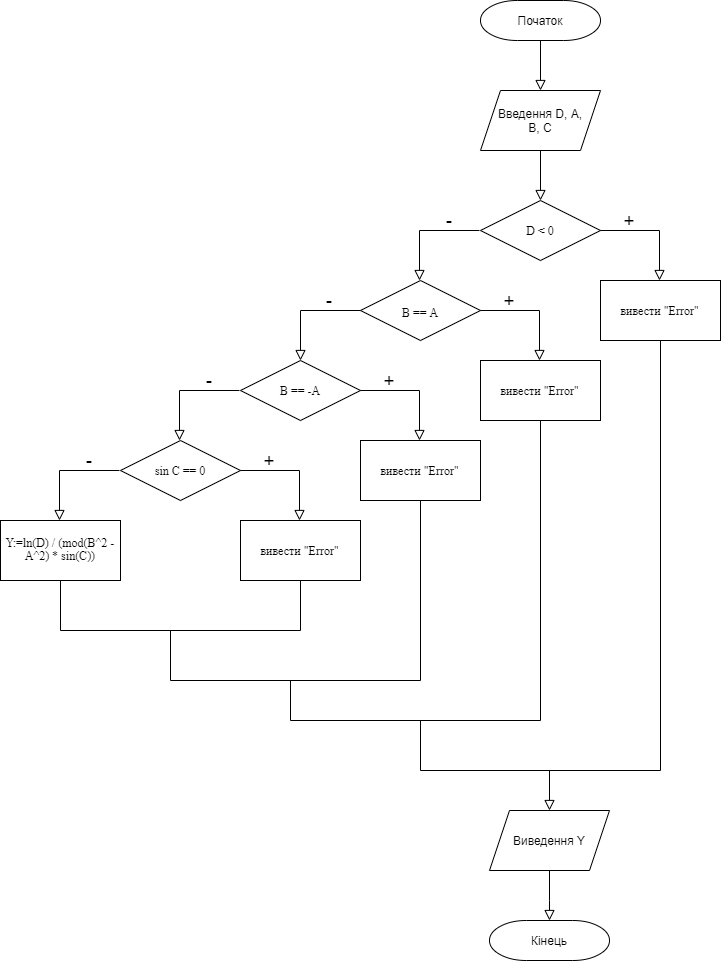 Початок
Введення D, A,
B, C
D < 0
-
+
вивести "Error"
B == A
-
+
вивести "Error"
B == -A
-
+
вивести "Error"
sin C == 0
-
+
Y:=ln(D) / (mod(B^2 -
A^2) * sin(C))
вивести "Error"
Виведення Y
Кінець